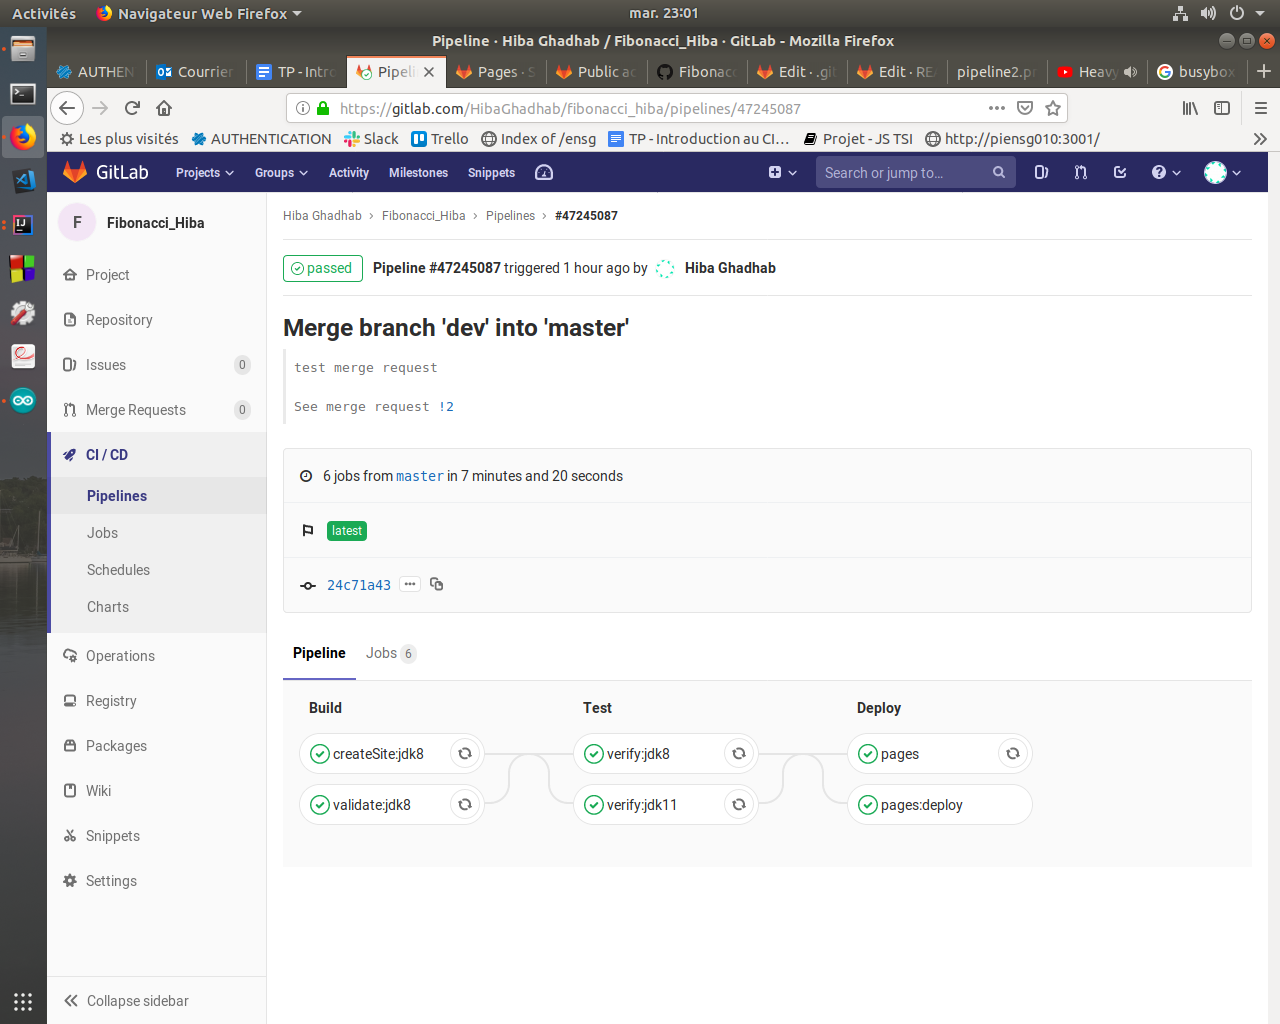 Activités
Navigateur Web Firefox
mar. 23:01
Pipeline · Hiba Ghadhab / Fibonacci_Hiba · GitLab - Mozilla Firefox
AUTHEN
Courrier
TP - Intro
Pipeli
Pages · S
Public ac
Fibonac
Edit · .git
Edit · RE
pipeline2.pn
Heavy
busybox
https://gitlab.com/HibaGhadhab/fibonacci_hiba/pipelines/47245087
Les plus visités
AUTHENTICATION
Slack
Trello
Index of /ensg
TP - Introduction au CI...
Projet - JS TSI
http://piensg010:3001/
GitLab
Projects
Groups
Activity
Milestones
Snippets
Search or jump to...
F
Fibonacci_Hiba
Project
Repository
Issues 0
Merge Requests 0
CI / CD
Pipelines
Jobs
Schedules
Charts
Operations
Registry
Packages
Wiki
Snippets
Settings
Collapse sidebar
Hiba Ghadhab › Fibonacci_Hiba › Pipelines › #47245087
passed Pipeline #47245087 triggered 1 hour ago by Hiba Ghadhab
Merge branch 'dev' into 'master'
test merge request
See merge request !2
6 jobs from master in 7 minutes and 20 seconds
latest
24c71a43
Pipeline
Jobs 6
Build
Test
Deploy
createSite:jdk8
verify:jdk8
pages
validate:jdk8
verify:jdk11
pages:deploy